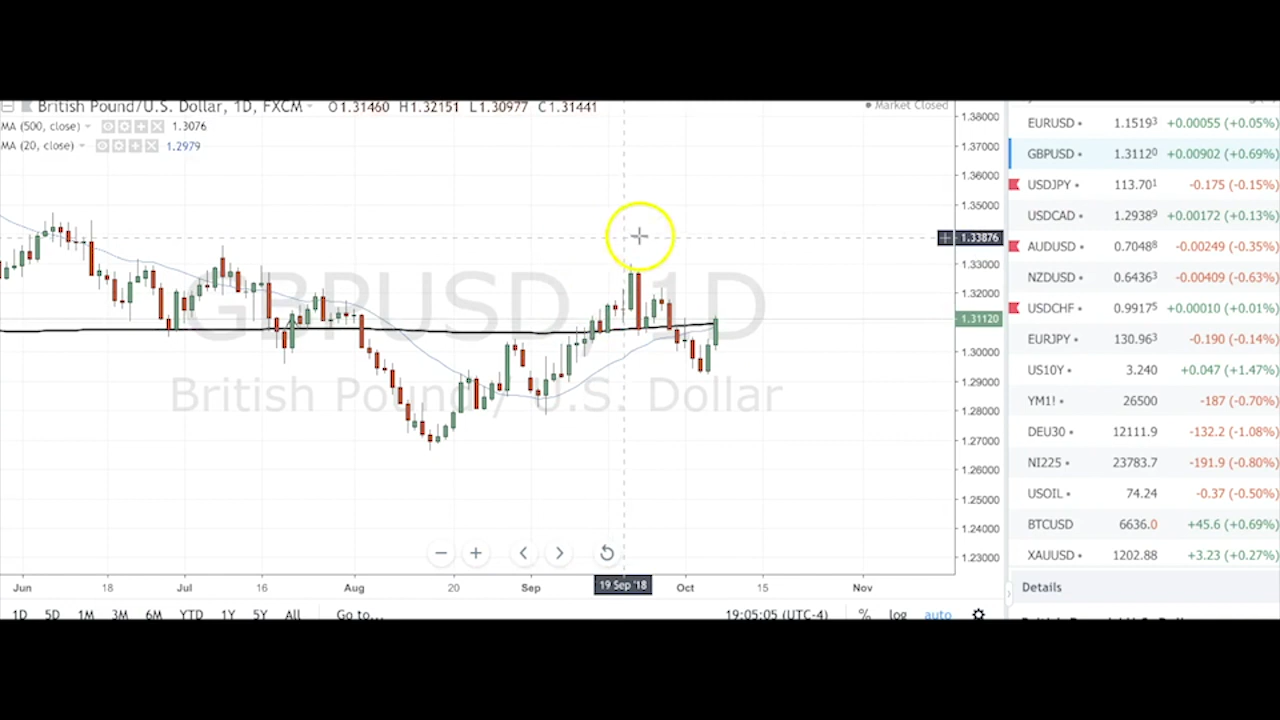 British Pound/U.S. Dollar, 1D, FXCM O1.31460 H1.32151 L1.30977 C1.31441
Market Closed
MA (500, close) 1.3076
MA (20, close) 1.2979
GBPUSD, 1D
British Pound / U.S. Dollar
1.38000
1.37000
1.36000
1.35000
1.33876
1.33000
1.32000
1.31120
1.30000
1.29000
1.28000
1.27000
1.26000
1.25000
1.24000
1.23000
Jun 18 Jul 16 Aug 20 Sep 19 Sep '18 Oct 15 Nov
1D 5D 1M 3M 6M YTD 1Y 5Y All Go to... 19:05:05 (UTC-4) % log auto
EURUSD 1.15193 +0.00055 (+0.05%)
GBPUSD 1.31120 +0.00902 (+0.69%)
USDJPY 113.701 -0.175 (-0.15%)
USDCAD 1.29389 +0.00172 (+0.13%)
AUDUSD 0.70488 -0.00249 (-0.35%)
NZDUSD 0.64363 -0.00409 (-0.63%)
USDCHF 0.99175 +0.00010 (+0.01%)
EURJPY 130.963 -0.190 (-0.14%)
US10Y 3.240 +0.047 (+1.47%)
YM1! 26500 -187 (-0.70%)
DEU30 12111.9 -132.2 (-1.08%)
NI225 23783.7 -191.9 (-0.80%)
USOIL 74.24 -0.37 (-0.50%)
BTCUSD 6636.0 +45.6 (+0.69%)
XAUUSD 1202.88 +3.23 (+0.27%)
Details